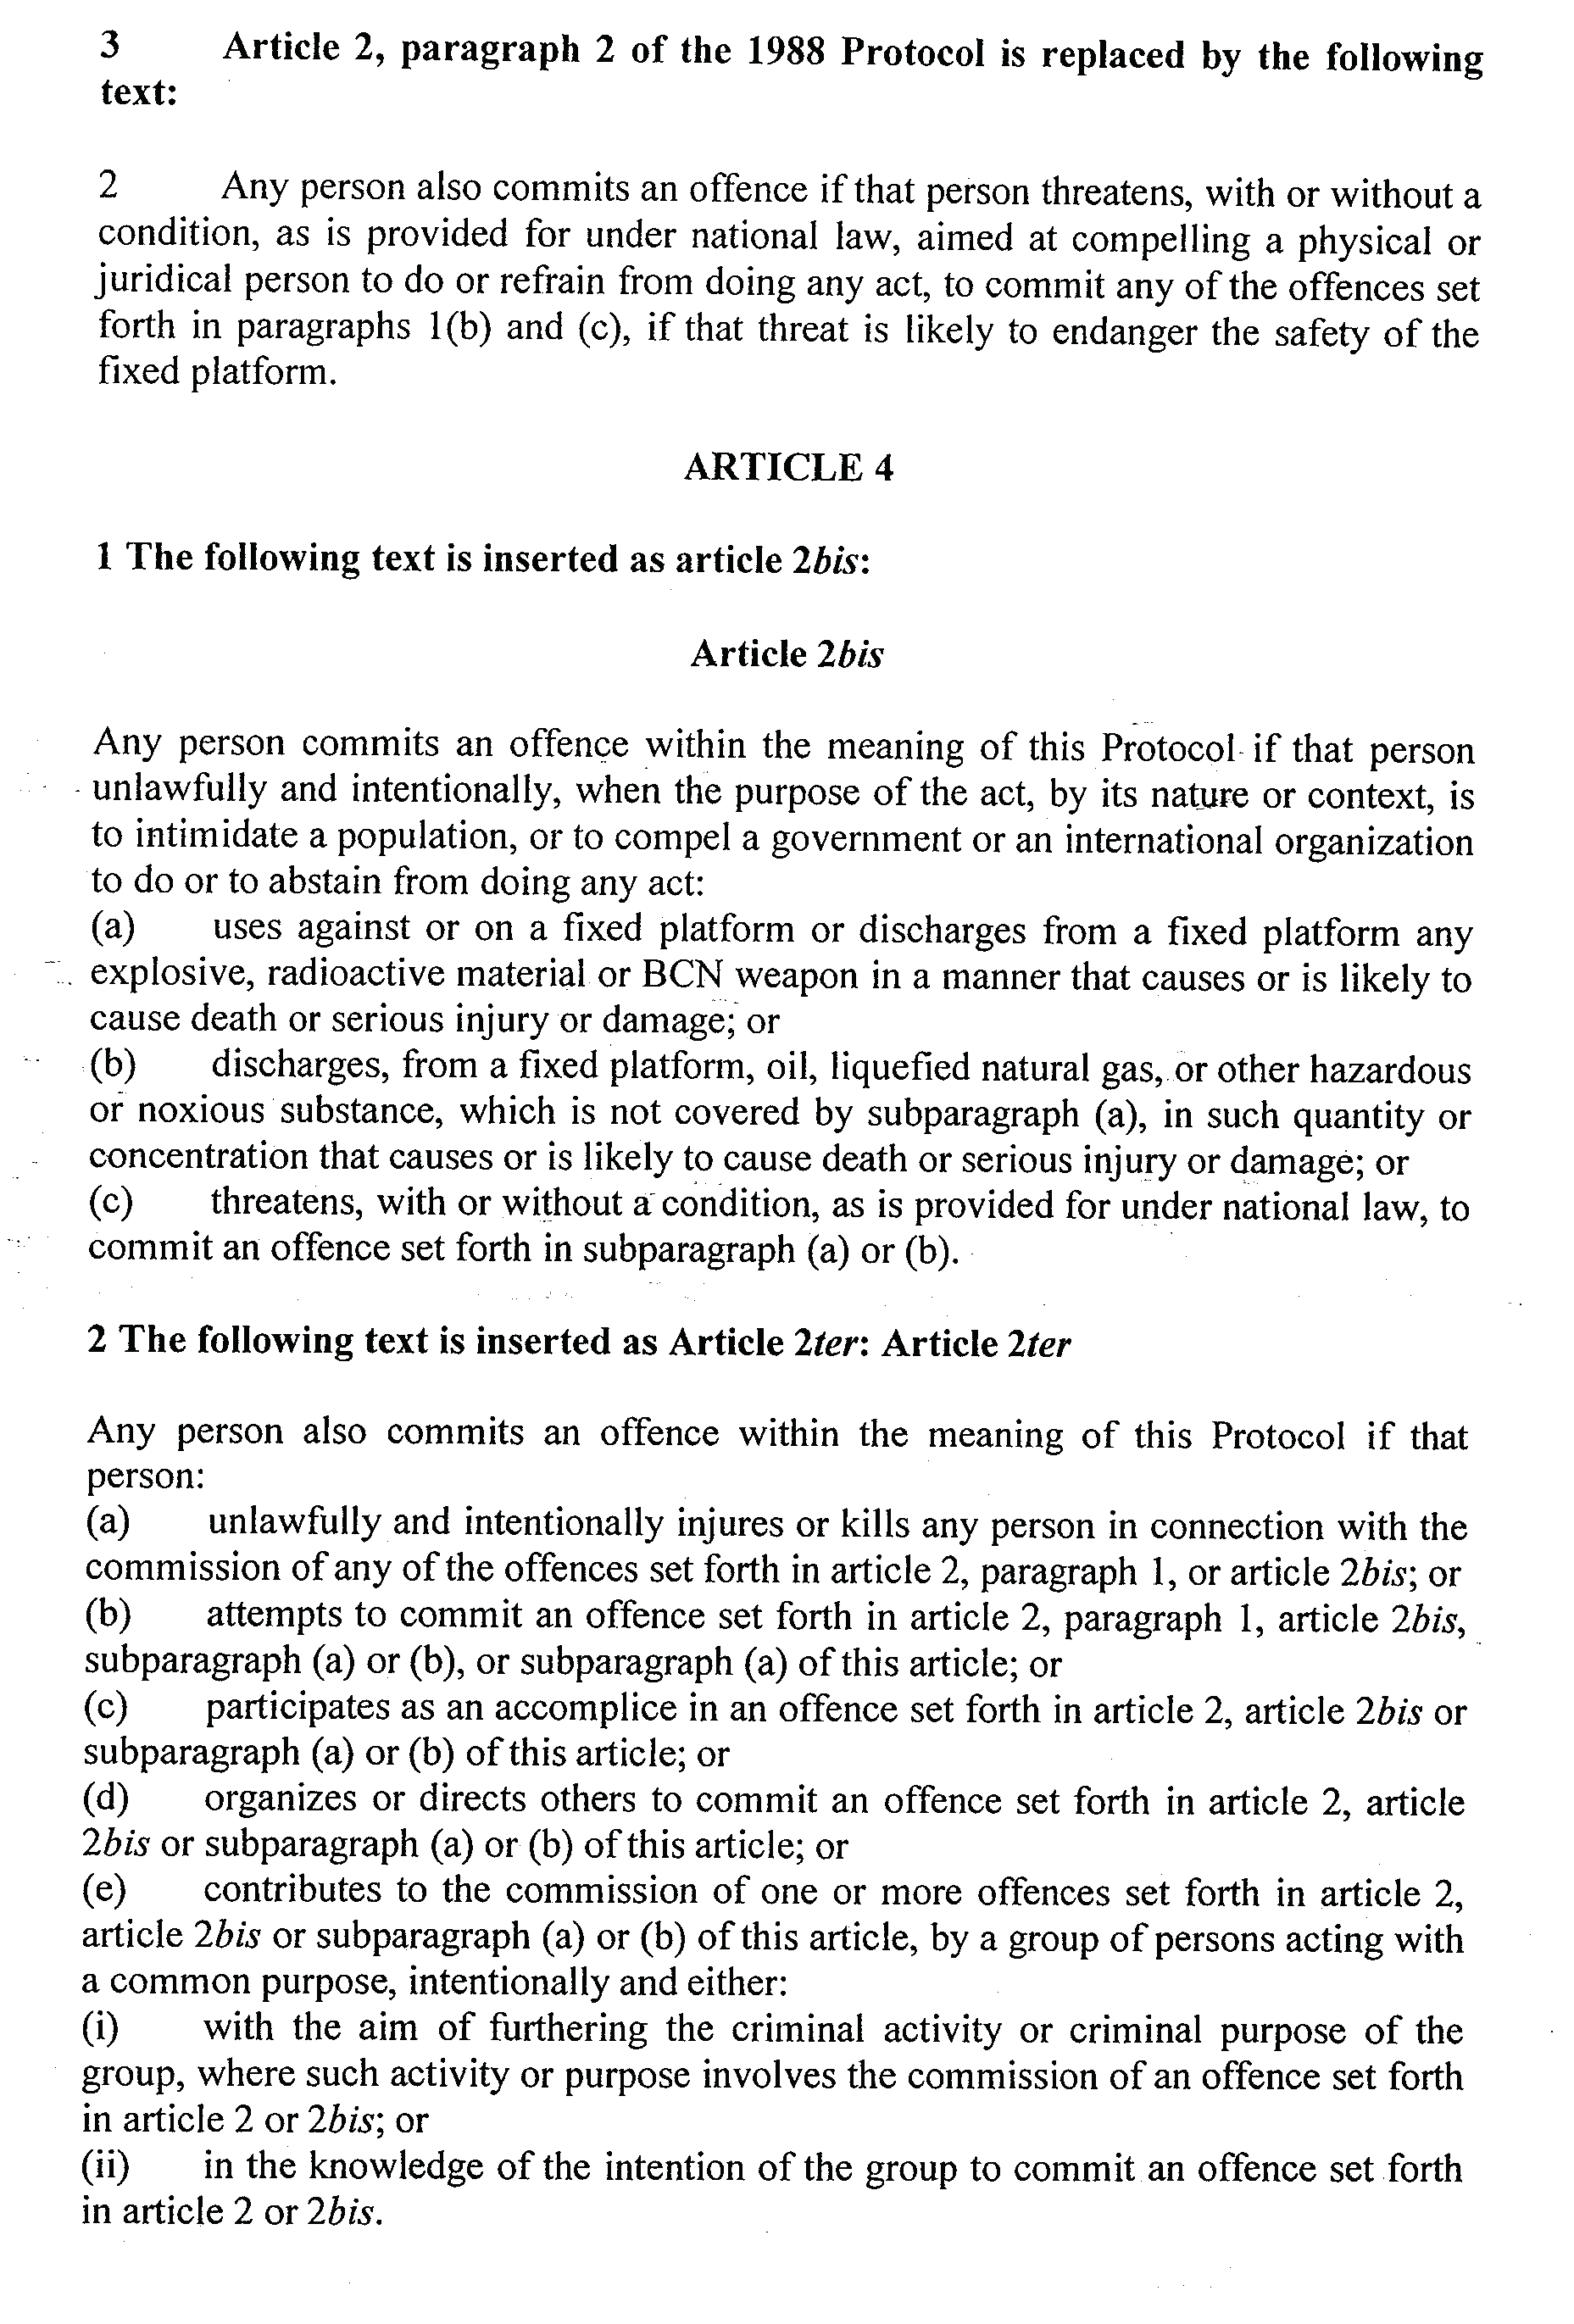 3 Article 2, paragraph 2 of the 1988 Protocol is replaced by the following
text:
2 Any person also commits an offence if that person threatens, with or without a
condition, as is provided for under national law, aimed at compelling a physical or
juridical person to do or refrain from doing any act, to commit any of the offences set
forth in paragraphs 1(b) and (c), if that threat is likely to endanger the safety of the
fixed platform.
ARTICLE 4
1 The following text is inserted as article 2bis:
Article 2bis
Any person commits an offence within the meaning of this Protocol if that person
unlawfully and intentionally, when the purpose of the act, by its nature or context, is
to intimidate a population, or to compel a government or an international organization
to do or to abstain from doing any act:
(a) uses against or on a fixed platform or discharges from a fixed platform any
explosive, radioactive material or BCN weapon in a manner that causes or is likely to
cause death or serious injury or damage; or
(b) discharges, from a fixed platform, oil, liquefied natural gas, or other hazardous
or noxious substance, which is not covered by subparagraph (a), in such quantity or
concentration that causes or is likely to cause death or serious injury or damage; or
(c) threatens, with or without a condition, as is provided for under national law, to
commit an offence set forth in subparagraph (a) or (b).
2 The following text is inserted as Article 2ter: Article 2ter
Any person also commits an offence within the meaning of this Protocol if that
person:
(a) unlawfully and intentionally injures or kills any person in connection with the
commission of any of the offences set forth in article 2, paragraph 1, or article 2bis; or
(b) attempts to commit an offence set forth in article 2, paragraph 1, article 2bis,
subparagraph (a) or (b), or subparagraph (a) of this article; or
(c) participates as an accomplice in an offence set forth in article 2, article 2bis or
subparagraph (a) or (b) of this article; or
(d) organizes or directs others to commit an offence set forth in article 2, article
2bis or subparagraph (a) or (b) of this article; or
(e) contributes to the commission of one or more offences set forth in article 2,
article 2bis or subparagraph (a) or (b) of this article, by a group of persons acting with
a common purpose, intentionally and either:
(i) with the aim of furthering the criminal activity or criminal purpose of the
group, where such activity or purpose involves the commission of an offence set forth
in article 2 or 2bis; or
(ii) in the knowledge of the intention of the group to commit an offence set forth
in article 2 or 2bis.